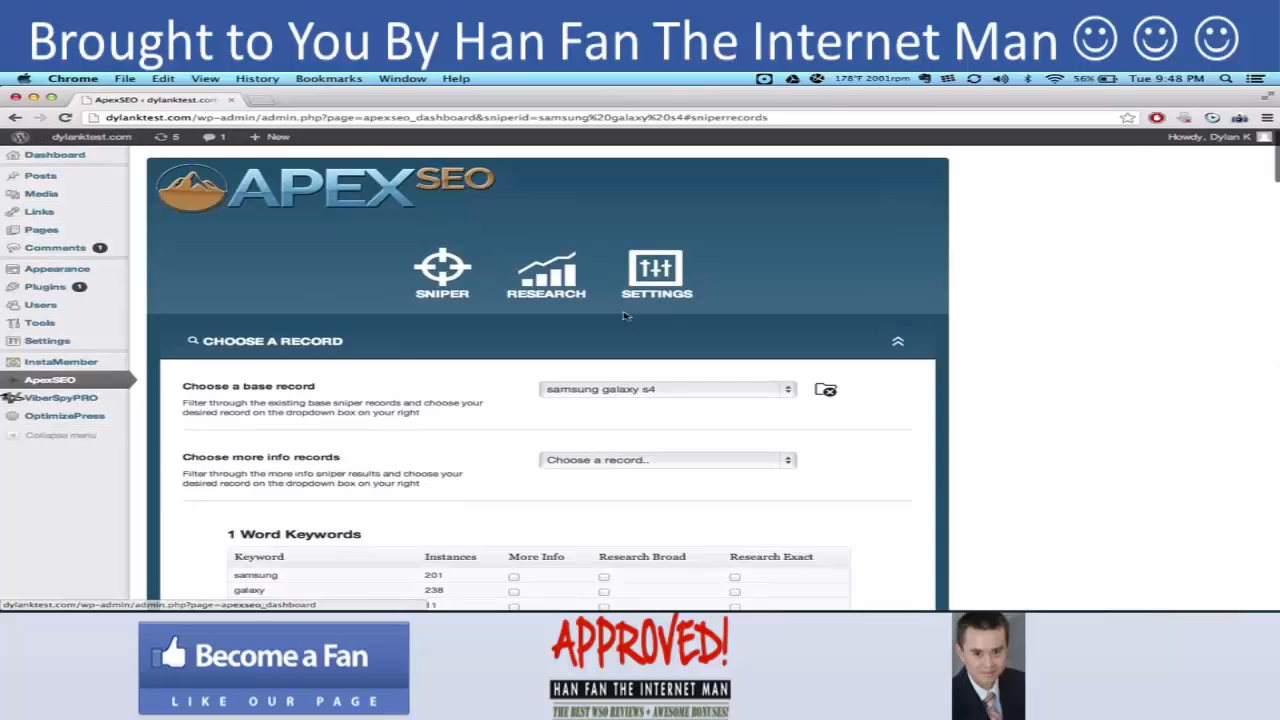 Brought to You By Han Fan The Internet Man
Chrome File Edit View History Bookmarks Window Help 178°F 2001rpm 56% Tue 9:48 PM
ApexSEO ‹ dylanktest.com
dylanktest.com/wp-admin/admin.php?page=apexseo_dashboard&sniperid=samsung%20galaxy%20s4#sniperrecords
dylanktest.com 5 1 + New Howdy, Dylan K
Dashboard
Posts
Media
Links
Pages
Comments 1
Appearance
Plugins 1
Users
Tools
Settings
InstaMember
ApexSEO
ViberSpyPRO
OptimizePress
Collapse menu
APEXSEO
SNIPER RESEARCH SETTINGS
CHOOSE A RECORD
Choose a base record
samsung galaxy s4
Filter through the existing base sniper records and choose your
desired record on the dropdown box on your right
Choose more info records
Choose a record..
Filter through the more info sniper results and choose your
desired record on the dropdown box on your right
1 Word Keywords
Keyword Instances More Info Research Broad Research Exact
samsung 201
galaxy 238
dylanktest.com/wp-admin/admin.php?page=apexseo_dashboard
Become a Fan
LIKE OUR PAGE
APPROVED!
HAN FAN THE INTERNET MAN
THE BEST WSO REVIEWS + AWESOME BONUSES!